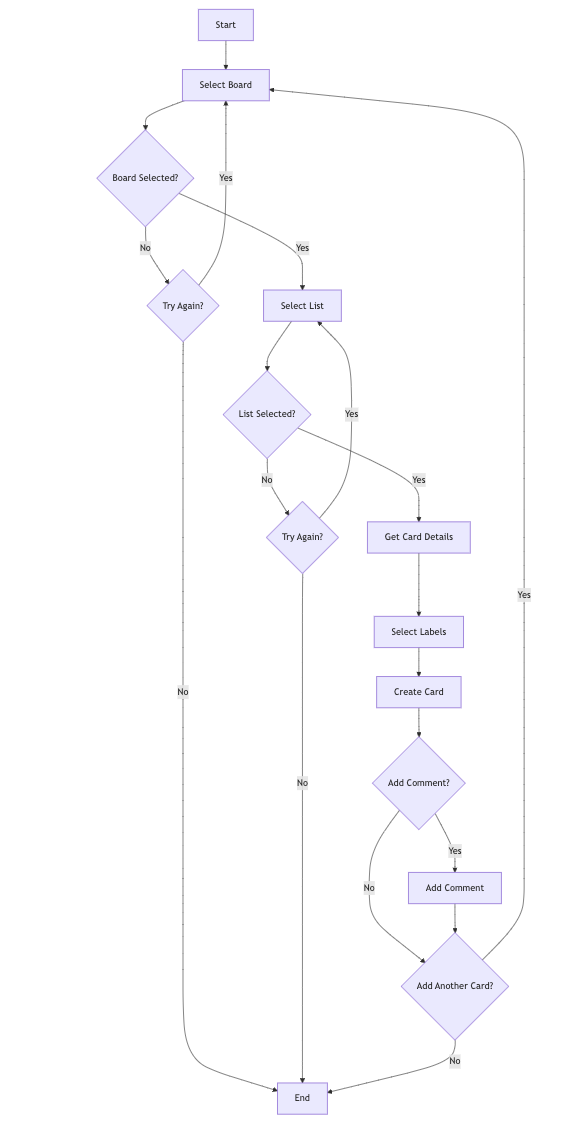 Start
Select Board
Board Selected?
Yes
No
Yes
Try Again?
Select List
List Selected?
Yes
No
Yes
Try Again?
Get Card Details
Yes
Select Labels
No
Create Card
No
Add Comment?
Yes
No
Add Comment
Add Another Card?
No
End